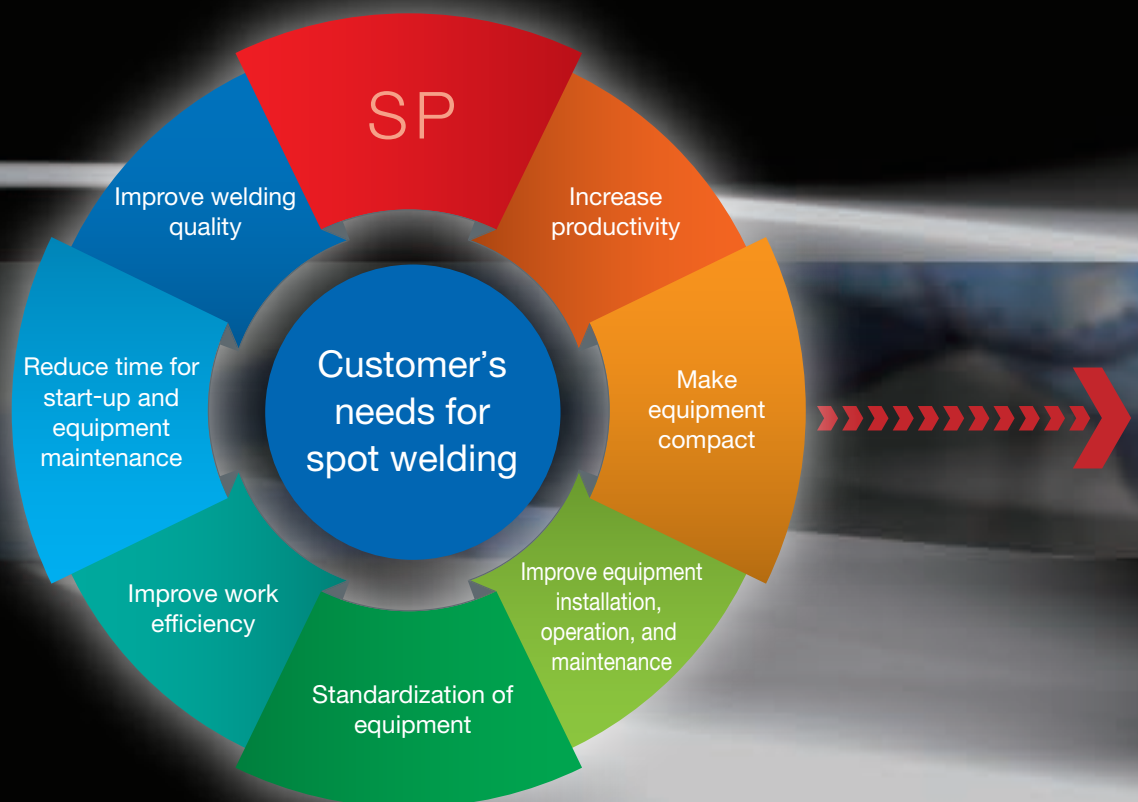 SP
Increase
productivity
Make
equipment
compact
Improve equipment
installation,
operation, and
maintenance
Standardization of
equipment
Improve work
efficiency
Reduce time for
start-up and
equipment
maintenance
Improve welding
quality
Customer's
needs for
spot welding